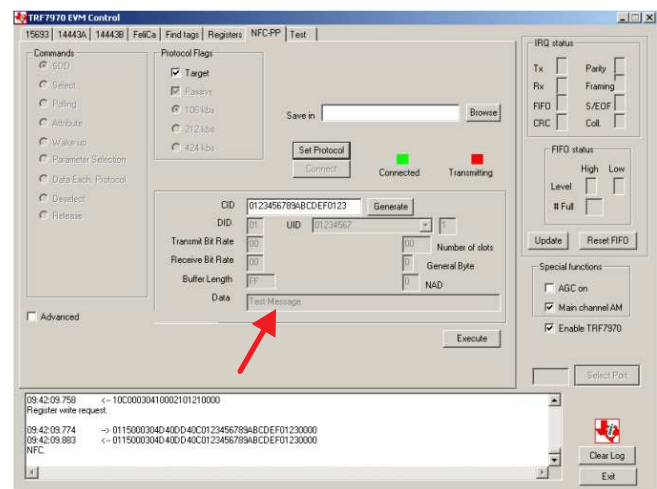 TRF7970 EVM Control
15693 14443A 14443B FeliCa Find tags Registers NFC-PP Test
Commands
SDD
Select
Polling
Attribute
Wake up
Parameter Selection
Data Exch. Protocol
Deselect
Release
Advanced
Protocol Flags
Target
Passive
106 kbs
212 kbs
424 kbs
Save in Browse
Set Protocol
Connect
Connected Transmitting
CID 0123456789ABCDEF0123 Generate
DID 01 UID 01234567 1
Transmit Bit Rate 00 00 Number of slots
Receive Bit Rate 00 0 General Byte
Buffer Length FF 0 NAD
Data Test Message
Execute
IRQ status
Tx Parity
Rx Framing
FIFO S/EOF
CRC Coll.
FIFO status
High Low
Level
# Full
Update Reset FIFO
Special functions
AGC on
Main channel AM
Enable TRF7970
Select Port
09:42:09.758 <-- 10C00030410002101210000
Register write request.
09:42:09.774 --> 0115000304D40DD40C0123456789ABCDEF01230000
09:42:09.883 <-- 0115000304D40DD40C0123456789ABCDEF01230000
NFC.
Clear Log
Exit